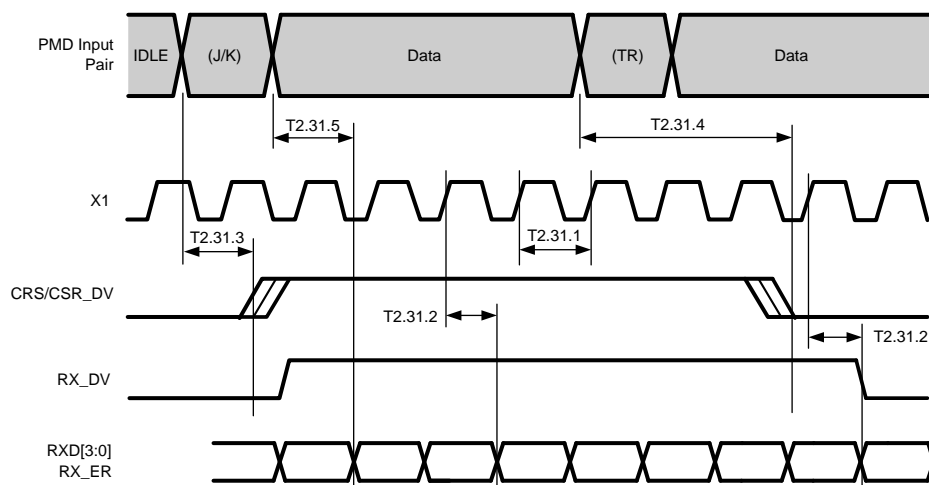 PMD Input
Pair
IDLE
(J/K)
Data
(TR)
Data
T2.31.5
T2.31.4
X1
T2.31.3
T2.31.1
CRS/CSR_DV
T2.31.2
T2.31.2
RX_DV
RXD[3:0]
RX_ER